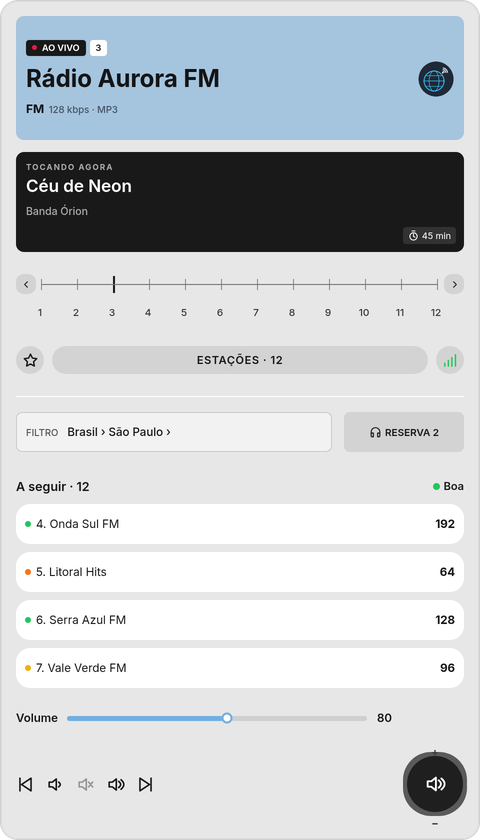 AO VIVO 3
Rádio Aurora FM
FM 128 kbps · MP3
TOCANDO AGORA
Céu de Neon
Banda Órion
45 min
1 2 3 4 5 6 7 8 9 10 11 12
ESTAÇÕES · 12
FILTRO Brasil › São Paulo ›
RESERVA 2
A seguir · 12
Boa
4. Onda Sul FM 192
5. Litoral Hits 64
6. Serra Azul FM 128
7. Vale Verde FM 96
Volume 80